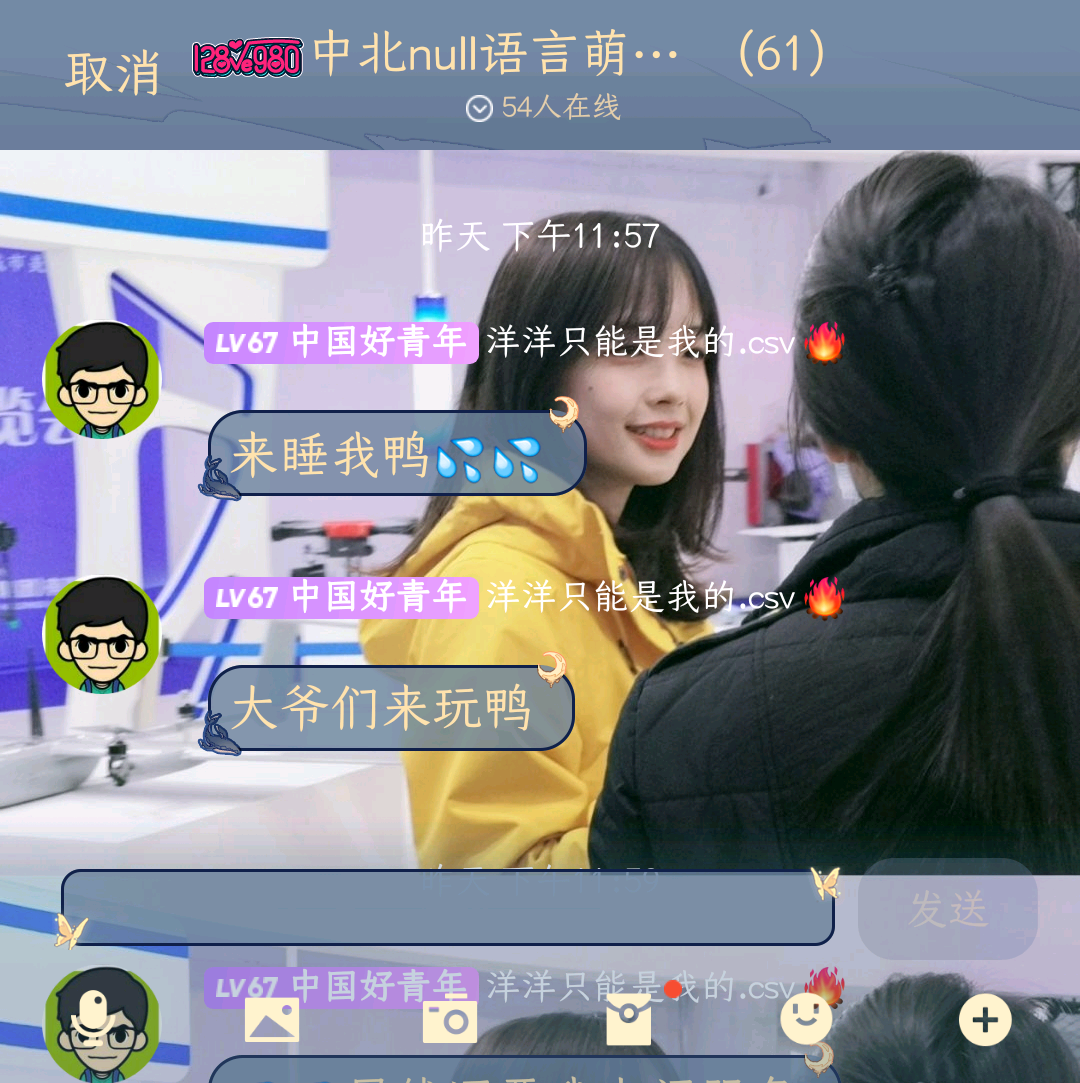 取消
128√e980 中北null语言萌… （61）
54人在线
昨天 下午11:57
LV67 中国好青年 洋洋只能是我的.csv 🔥
来睡我鸭💦💦
LV67 中国好青年 洋洋只能是我的.csv 🔥
大爷们来玩鸭
发送
LV67 中国好青年 洋洋只能是我的.csv